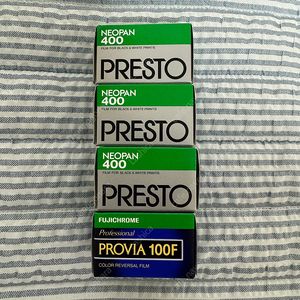 NEOPAN
400
FILM FOR BLACK & WHITE PRINTS
PRESTO
NEOPAN
400
FILM FOR BLACK & WHITE PRINTS
PRESTO
NEOPAN
400
FILM FOR BLACK & WHITE PRINTS
PRESTO
FUJICHROME
Professional
PROVIA 100F
COLOR REVERSAL FILM